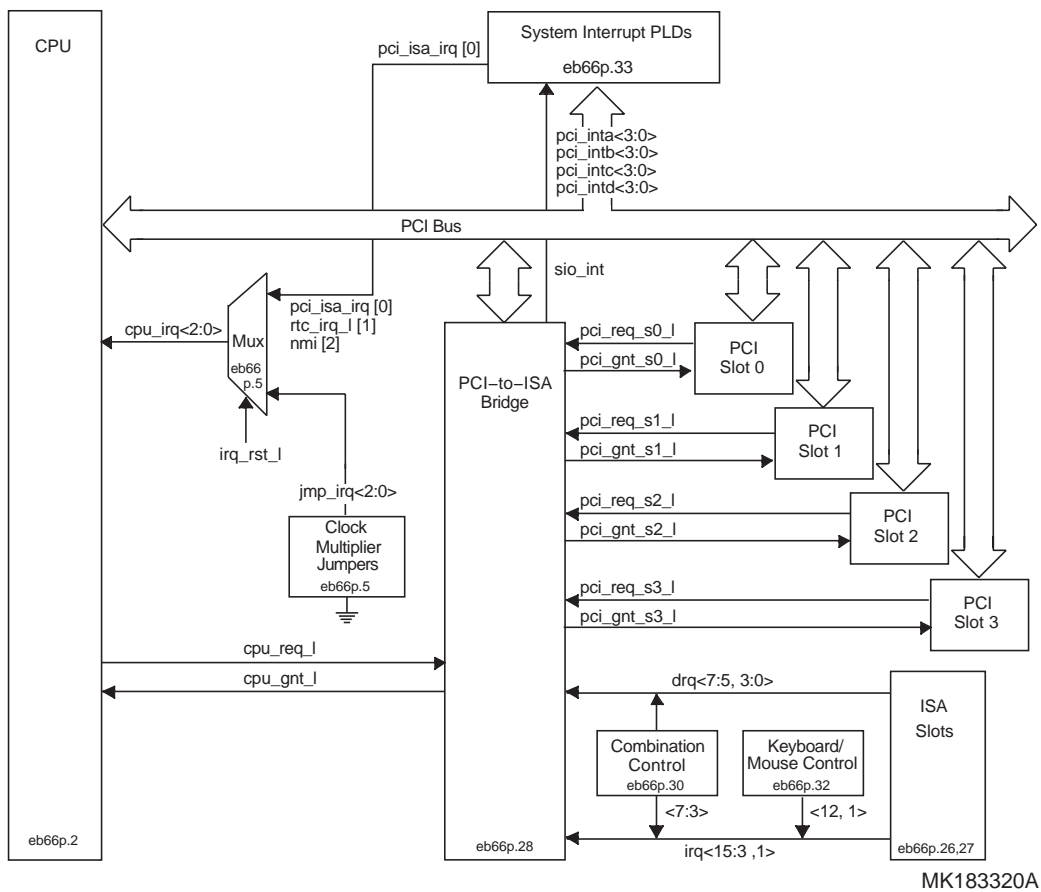 CPU
System Interrupt PLDs
eb66p.33
pci_isa_irq [0]
pci_inta<3:0>
pci_intb<3:0>
pci_intc<3:0>
pci_intd<3:0>
PCI Bus
sio_int
pci_isa_irq [0]
rtc_irq_l [1]
nmi [2]
cpu_irq<2:0>
Mux
eb66
p.5
irq_rst_l
jmp_irq<2:0>
Clock
Multiplier
Jumpers
eb66p.5
PCI–to–ISA
Bridge
pci_req_s0_l
pci_gnt_s0_l
PCI
Slot 0
pci_req_s1_l
pci_gnt_s1_l
PCI
Slot 1
pci_req_s2_l
pci_gnt_s2_l
PCI
Slot 2
pci_req_s3_l
pci_gnt_s3_l
PCI
Slot 3
cpu_req_l
cpu_gnt_l
drq<7:5, 3:0>
ISA
Slots
Combination
Control
eb66p.30
Keyboard/
Mouse Control
eb66p.32
<7:3>
<12, 1>
irq<15:3 ,1>
eb66p.2
eb66p.28
eb66p.26,27
MK183320A